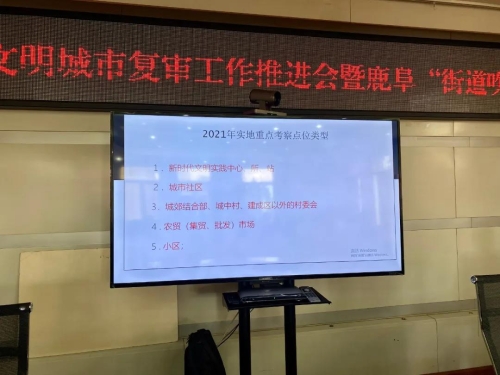 文明城市复审工作推进会暨鹿阜“街道吹
2021年实地重点考察点位类型
1、新时代文明实践中心 所、站
2、城市社区
3、城郊结合部、城中村、建成区以外的村委会
4、农贸（集贸、批发）市场
5、小区、